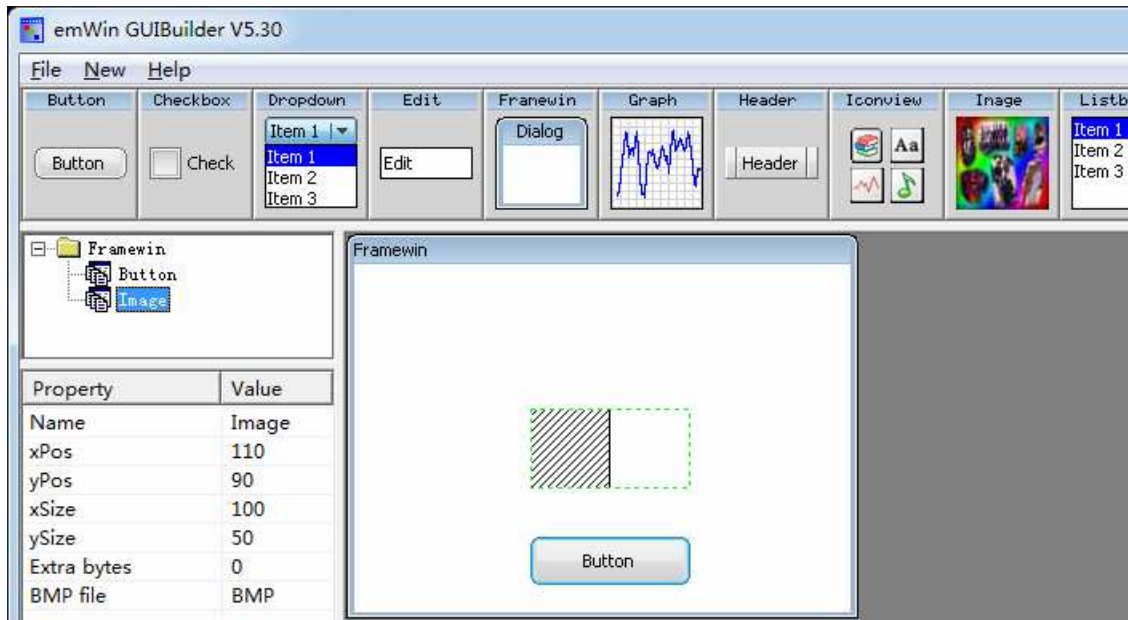 emWin GUIBuilder V5.30
File New Help
Button Checkbox Dropdown Edit Framewin Graph Header Iconview Image Listb
Button
Check
Item 1
Item 1
Item 2
Item 3
Edit
Dialog
Header
Aa
Item 1
Item 2
Item 3
Framewin
Button
Image
Property Value
Name Image
xPos 110
yPos 90
xSize 100
ySize 50
Extra bytes 0
BMP file BMP
Framewin
Button